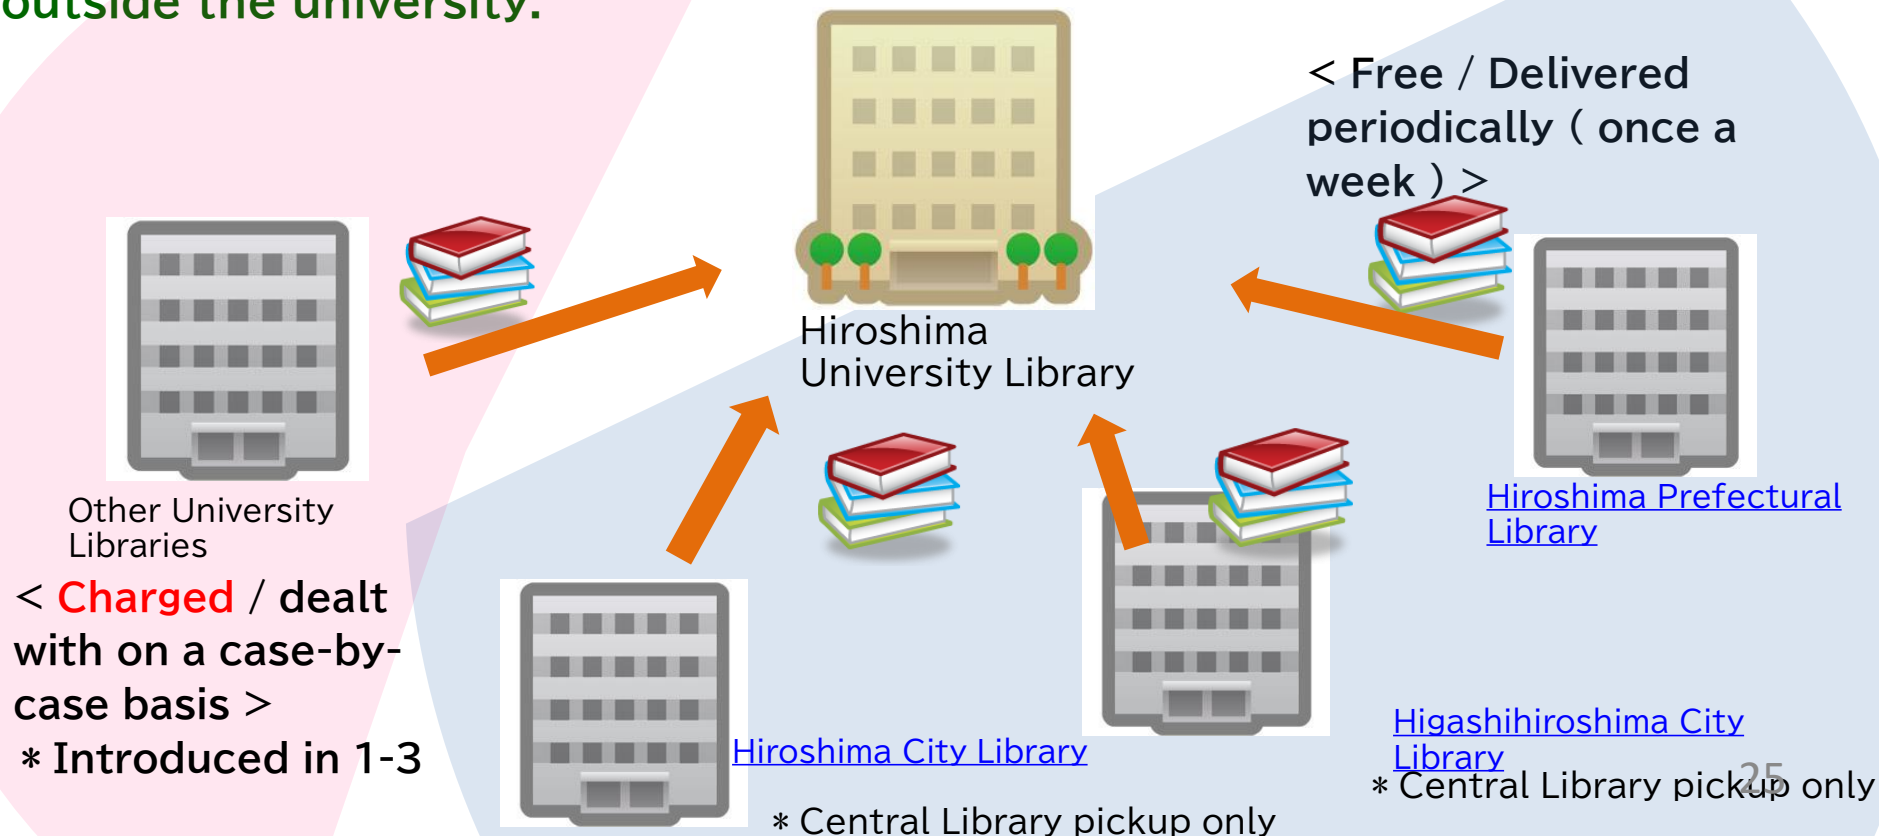 outside the university.
< Free / Delivered
periodically ( once a
week ) >
Hiroshima
University Library
Other University
Libraries
< Charged / dealt
with on a case-by-
case basis >
* Introduced in 1-3
Hiroshima Prefectural
Library
Hiroshima City Library
* Central Library pickup only
Higashihiroshima City
Library
* Central Library pickup only
25